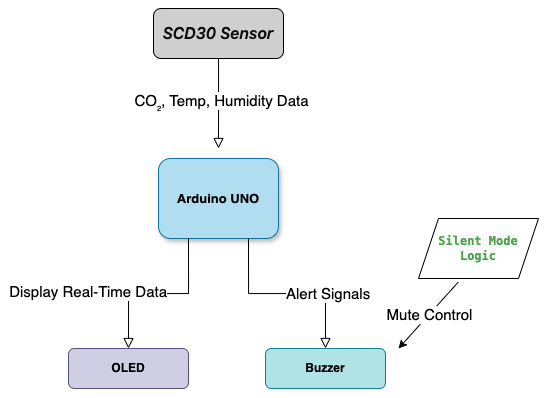 SCD30 Sensor
CO₂, Temp, Humidity Data
Arduino UNO
Silent Mode
Logic
Display Real-Time Data
Alert Signals
Mute Control
OLED
Buzzer